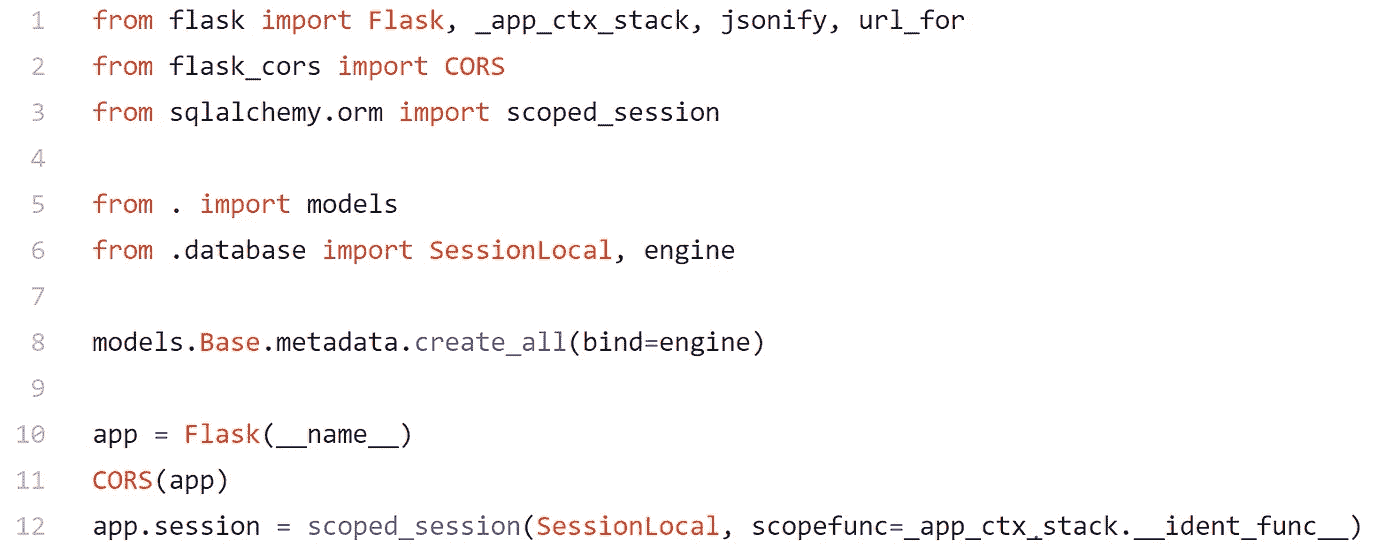 1 from flask import Flask, _app_ctx_stack, jsonify, url_for
2 from flask_cors import CORS
3 from sqlalchemy.orm import scoped_session
4
5 from . import models
6 from .database import SessionLocal, engine
7
8 models.Base.metadata.create_all(bind=engine)
9
10 app = Flask(__name__)
11 CORS(app)
12 app.session = scoped_session(SessionLocal, scopefunc=_app_ctx_stack.__ident_func__)